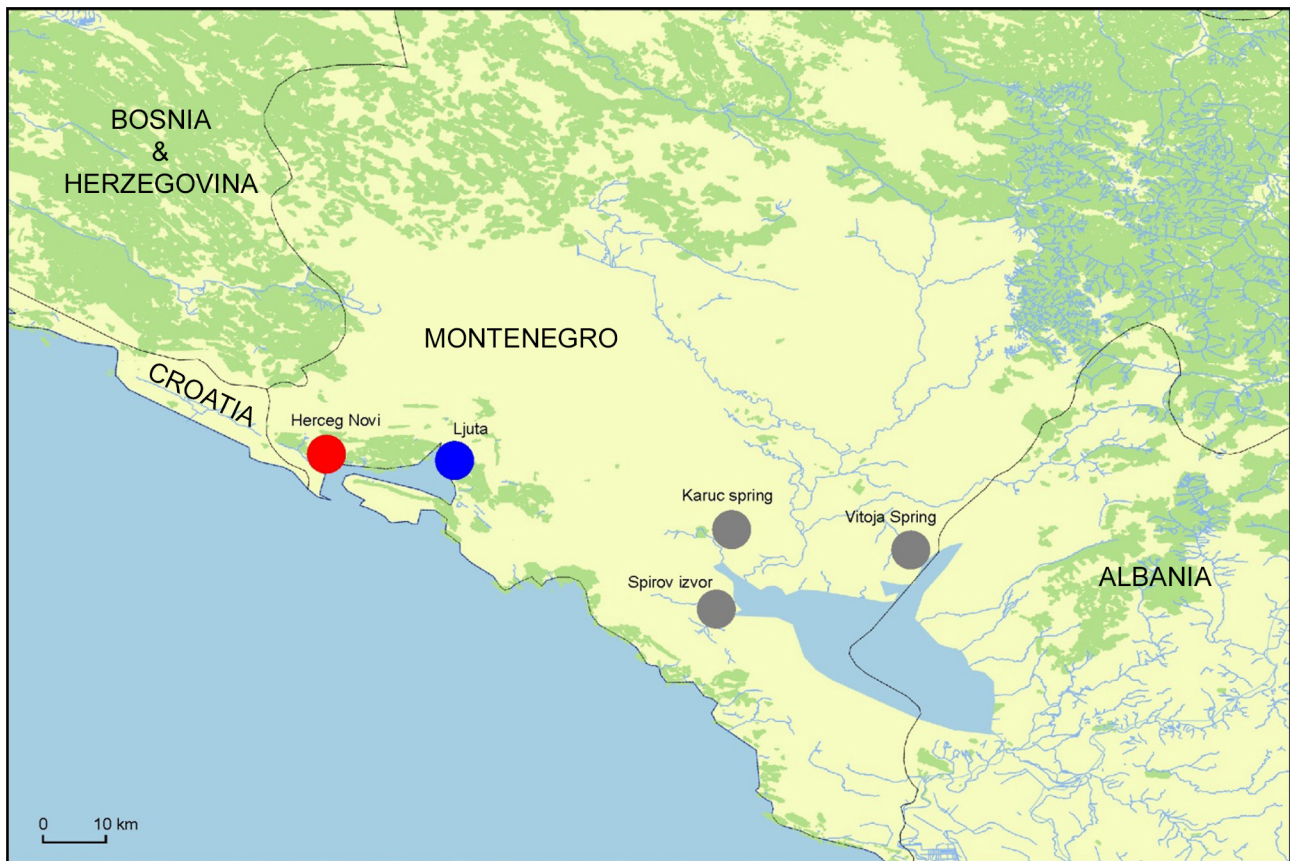 BOSNIA
&
HERZEGOVINA
MONTENEGRO
CROATIA
Herceg Novi
Ljuta
Karuc spring
Vitoja Spring
Spirov izvor
ALBANIA
0 10 km